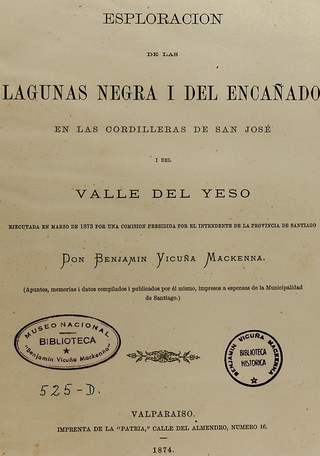 ESPLORACION
DE LAS
LAGUNAS NEGRA I DEL ENCAÑADO
EN LAS CORDILLERAS DE SAN JOSÉ
I DEL
VALLE DEL YESO
EJECUTADA EN MARZO DE 1873 POR UNA COMISION PRESIDIDA POR EL INTENDENTE DE LA PROVINCIA DE SANTIAGO
DON BENJAMIN VICUÑA MACKENNA.
(Apuntes, memorias i datos compilados i publicados por él mismo, impresos a espensas de la Municipalidad
de Santiago.)
MUSEO NACIONAL
BIBLIOTECA
"Benjamin Vicuña Mackenna"
BENJAMIN VICUÑA MACKENNA
BIBLIOTECA
HISTORICA
525-D.
VALPARAISO.
IMPRENTA DE LA "PATRIA," CALLE DEL ALMENDRO, NUMERO 16.
1874.